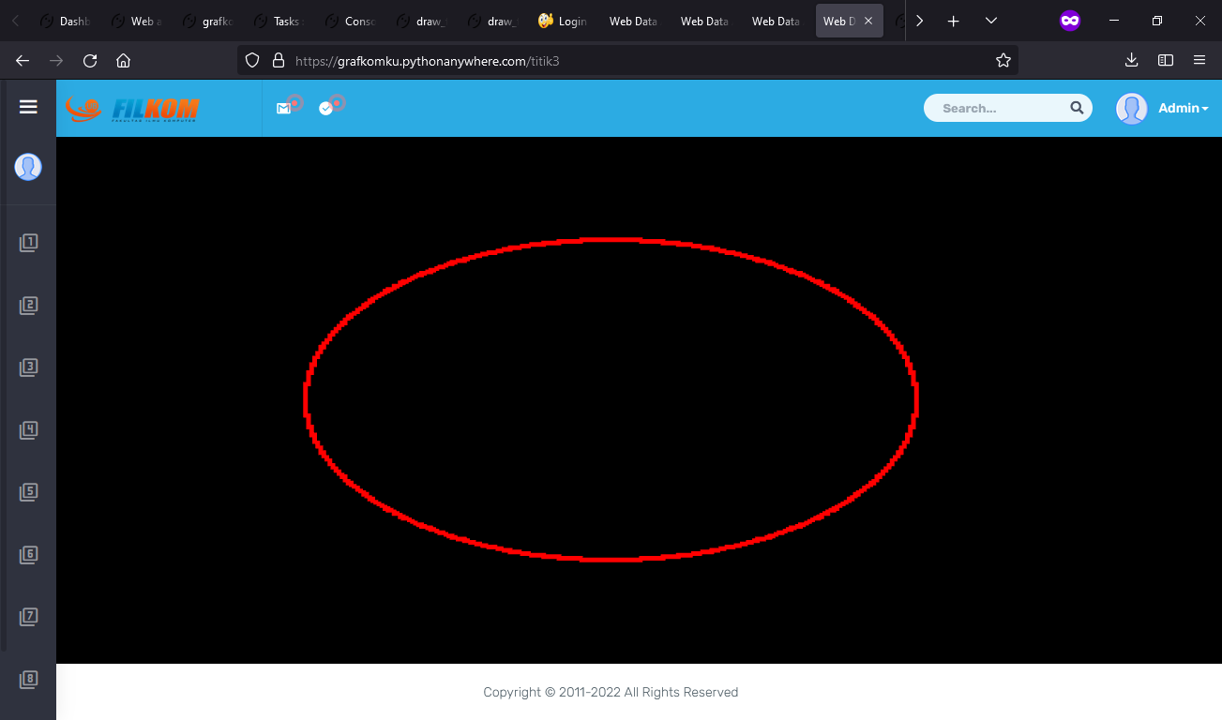 Dashb
Web a
grafko
Tasks
Conso
draw_
draw_
Login
Web Data
Web Data
Web Data
Web D
https://grafkomku.pythonanywhere.com/titik3
FILKOM
FAKULTAS ILMU KOMPUTER
Search...
Admin
1
2
3
4
5
6
7
8
Copyright © 2011-2022 All Rights Reserved